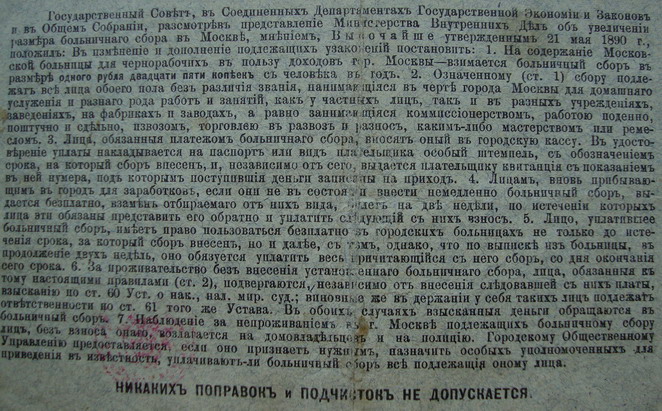 Государственный Совѣтъ, въ Соединенныхъ Департаментахъ Государственной Экономіи и Законовъ
и въ Общемъ Собраніи, разсмотрѣвъ представленіе Министерства Внутреннихъ Дѣлъ объ увеличеніи
размѣра больничнаго сбора въ Москвѣ, мнѣніемъ, Высочайше утвержденнымъ 21 мая 1890 г.,
положилъ: Въ измѣненіе и дополненіе подлежащихъ узаконеній постановить: 1. На содержаніе Москов-
ской больницы для чернорабочихъ въ пользу доходовъ гор. Москвы—взимается больничный сборъ въ
размѣрѣ одного рубля двадцати пяти копѣекъ съ человѣка въ годъ. 2. Означенному (ст. 1) сбору подле-
жатъ всѣ лица обоего пола безъ различія званія, нанимающіяся въ чертѣ города Москвы для домашняго
услуженія и разнаго рода работъ и занятій, какъ у частныхъ лицъ, такъ и въ разныхъ учрежденіяхъ,
заведеніяхъ, на фабрикахъ и заводахъ, а равно занимающіяся коммиссіонерствомъ, работою поденно,
поштучно и сдѣльно, извозомъ, торговлею въ развозъ и разносъ, какимъ-либо мастерствомъ или реме-
сломъ. 3. Лица, обязанныя платежомъ больничнаго сбора, вносятъ оный въ городскую кассу. Въ удосто-
вѣреніе уплаты накладывается на паспортъ или видъ плательщика особый штемпель, съ обозначеніемъ
срока, на который сборъ внесенъ, и, независимо отъ сего, выдается плательщику квитанція съ показаніемъ
въ ней нумера, подъ которымъ поступившія деньги записаны на приходъ. 4. Лицамъ, вновь прибываю-
щимъ въ городъ для заработковъ, если они не въ состояніи внести немедленно больничный сборъ, вы-
дается безплатно, взамѣнъ отбираемаго отъ нихъ вида, билетъ на двѣ недѣли, по истеченіи которыхъ
лица эти обязаны представить его обратно и уплатить слѣдующій съ нихъ взносъ. 5. Лицо, уплатившее
больничный сборъ, имѣетъ право пользоваться безплатно въ городскихъ больницахъ не только до исте-
ченія срока, за который сборъ внесенъ, но и далѣе, съ тѣмъ, однако, что по выпискѣ изъ больницы, въ
продолженіе двухъ недѣль, оно обязуется уплатить весь причитающійся съ него сборъ, со дня окончанія
сего срока. 6. За проживательство безъ внесенія установленнаго больничнаго сбора, лица, обязанныя къ
тому настоящими правилами (ст. 2), подвергаются, независимо отъ внесенія слѣдовавшей съ нихъ платы,
взысканію по ст. 60 Уст. о нак., нал. мир. суд.; виновные же въ держаніи у себя такихъ лицъ подлежатъ
отвѣтственности по ст. 61 того же Устава. Въ обоихъ случаяхъ взысканныя деньги обращаются въ
больничный сборъ. 7. Наблюденіе за непроживаніемъ въ г. Москвѣ подлежащихъ больничному сбору
лицъ, безъ взноса онаго, возлагается на домовладѣльцовъ и на полицію. Городскому Общественному
Управленію предоставляется, если оно признаетъ нужнымъ, назначить особыхъ уполномоченныхъ для
приведенія въ извѣстность, уплачиваютъ-ли больничный сборъ всѣ подлежащія оному лица.
НИКАКИХЪ ПОПРАВОКЪ и ПОДЧИСТОКЪ НЕ ДОПУСКАЕТСЯ.